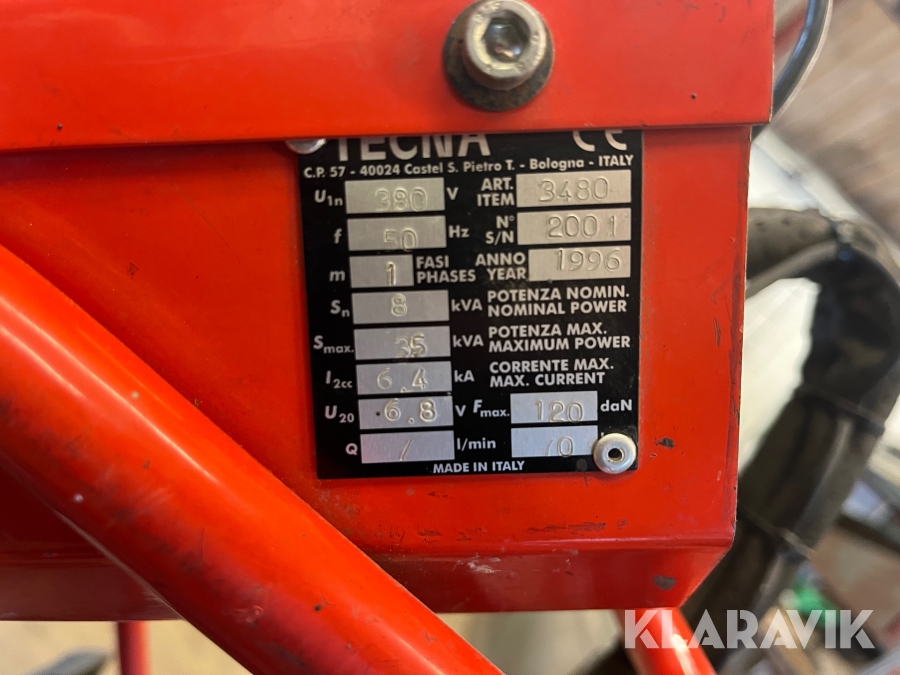 TECNA CE
C.P. 57 - 40024 Castel S. Pietro T. - Bologna - ITALY
U1n 380 V ART. ITEM 3480
f 50 Hz N° S/N 2001
m 1 FASI PHASES ANNO YEAR 1996
Sn 8 kVA POTENZA NOMIN. NOMINAL POWER
Smax. 35 kVA POTENZA MAX. MAXIMUM POWER
I2cc 6.4 kA CORRENTE MAX. MAX. CURRENT
U20 6.8 V Fmax. 120 daN
Q / l/min /0
MADE IN ITALY
KLARAVIK